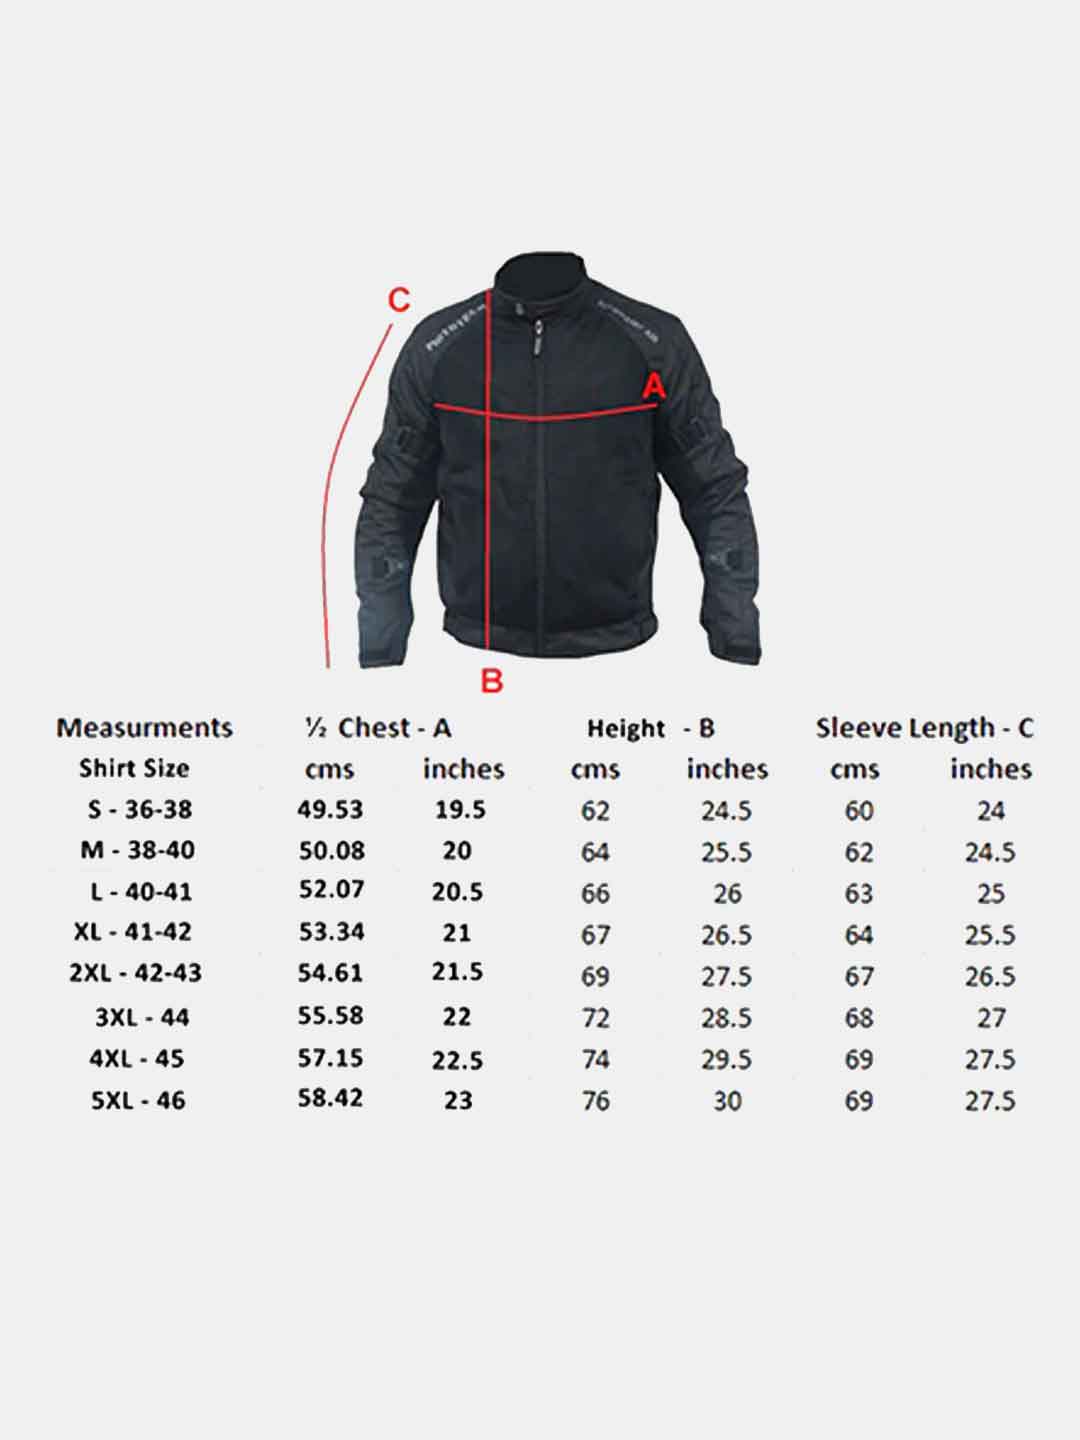 C
A
B
Measurments ½ Chest - A Height - B Sleeve Length - C
Shirt Size cms inches cms inches cms inches
S - 36-38 49.53 19.5 62 24.5 60 24
M - 38-40 50.08 20 64 25.5 62 24.5
L - 40-41 52.07 20.5 66 26 63 25
XL - 41-42 53.34 21 67 26.5 64 25.5
2XL - 42-43 54.61 21.5 69 27.5 67 26.5
3XL - 44 55.58 22 72 28.5 68 27
4XL - 45 57.15 22.5 74 29.5 69 27.5
5XL - 46 58.42 23 76 30 69 27.5